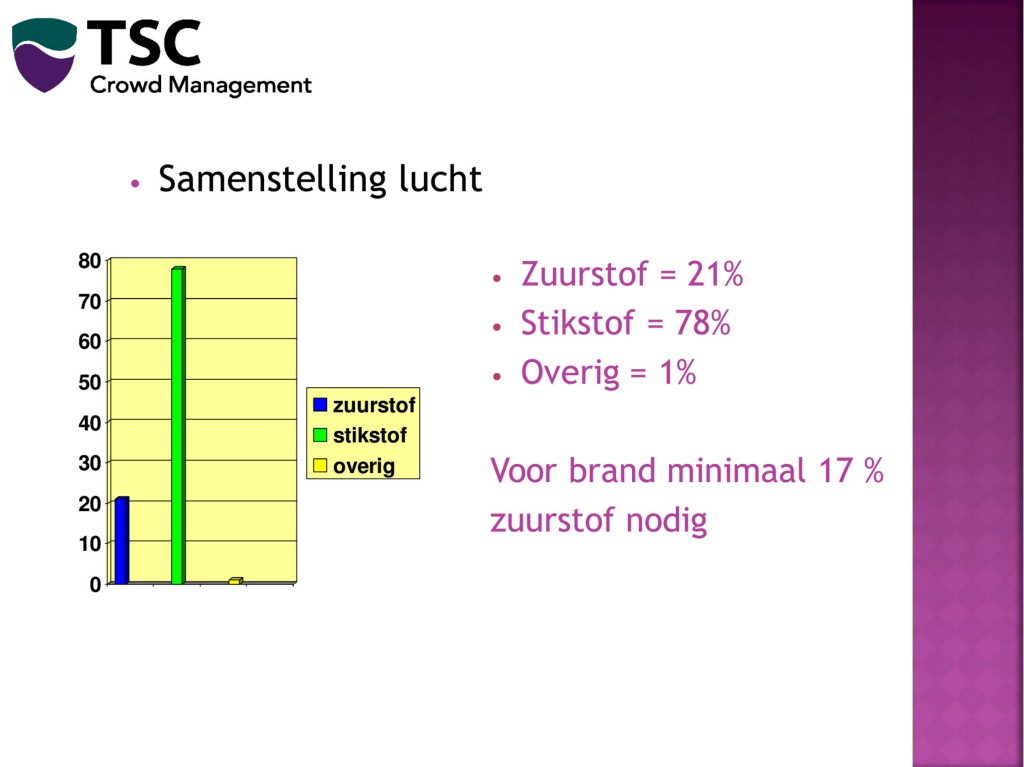 TSC
Crowd Management
• Samenstelling lucht
80
70
60
50
40
30
20
10
0
zuurstof
stikstof
overig
• Zuurstof = 21%
• Stikstof = 78%
• Overig = 1%
Voor brand minimaal 17 %
zuurstof nodig